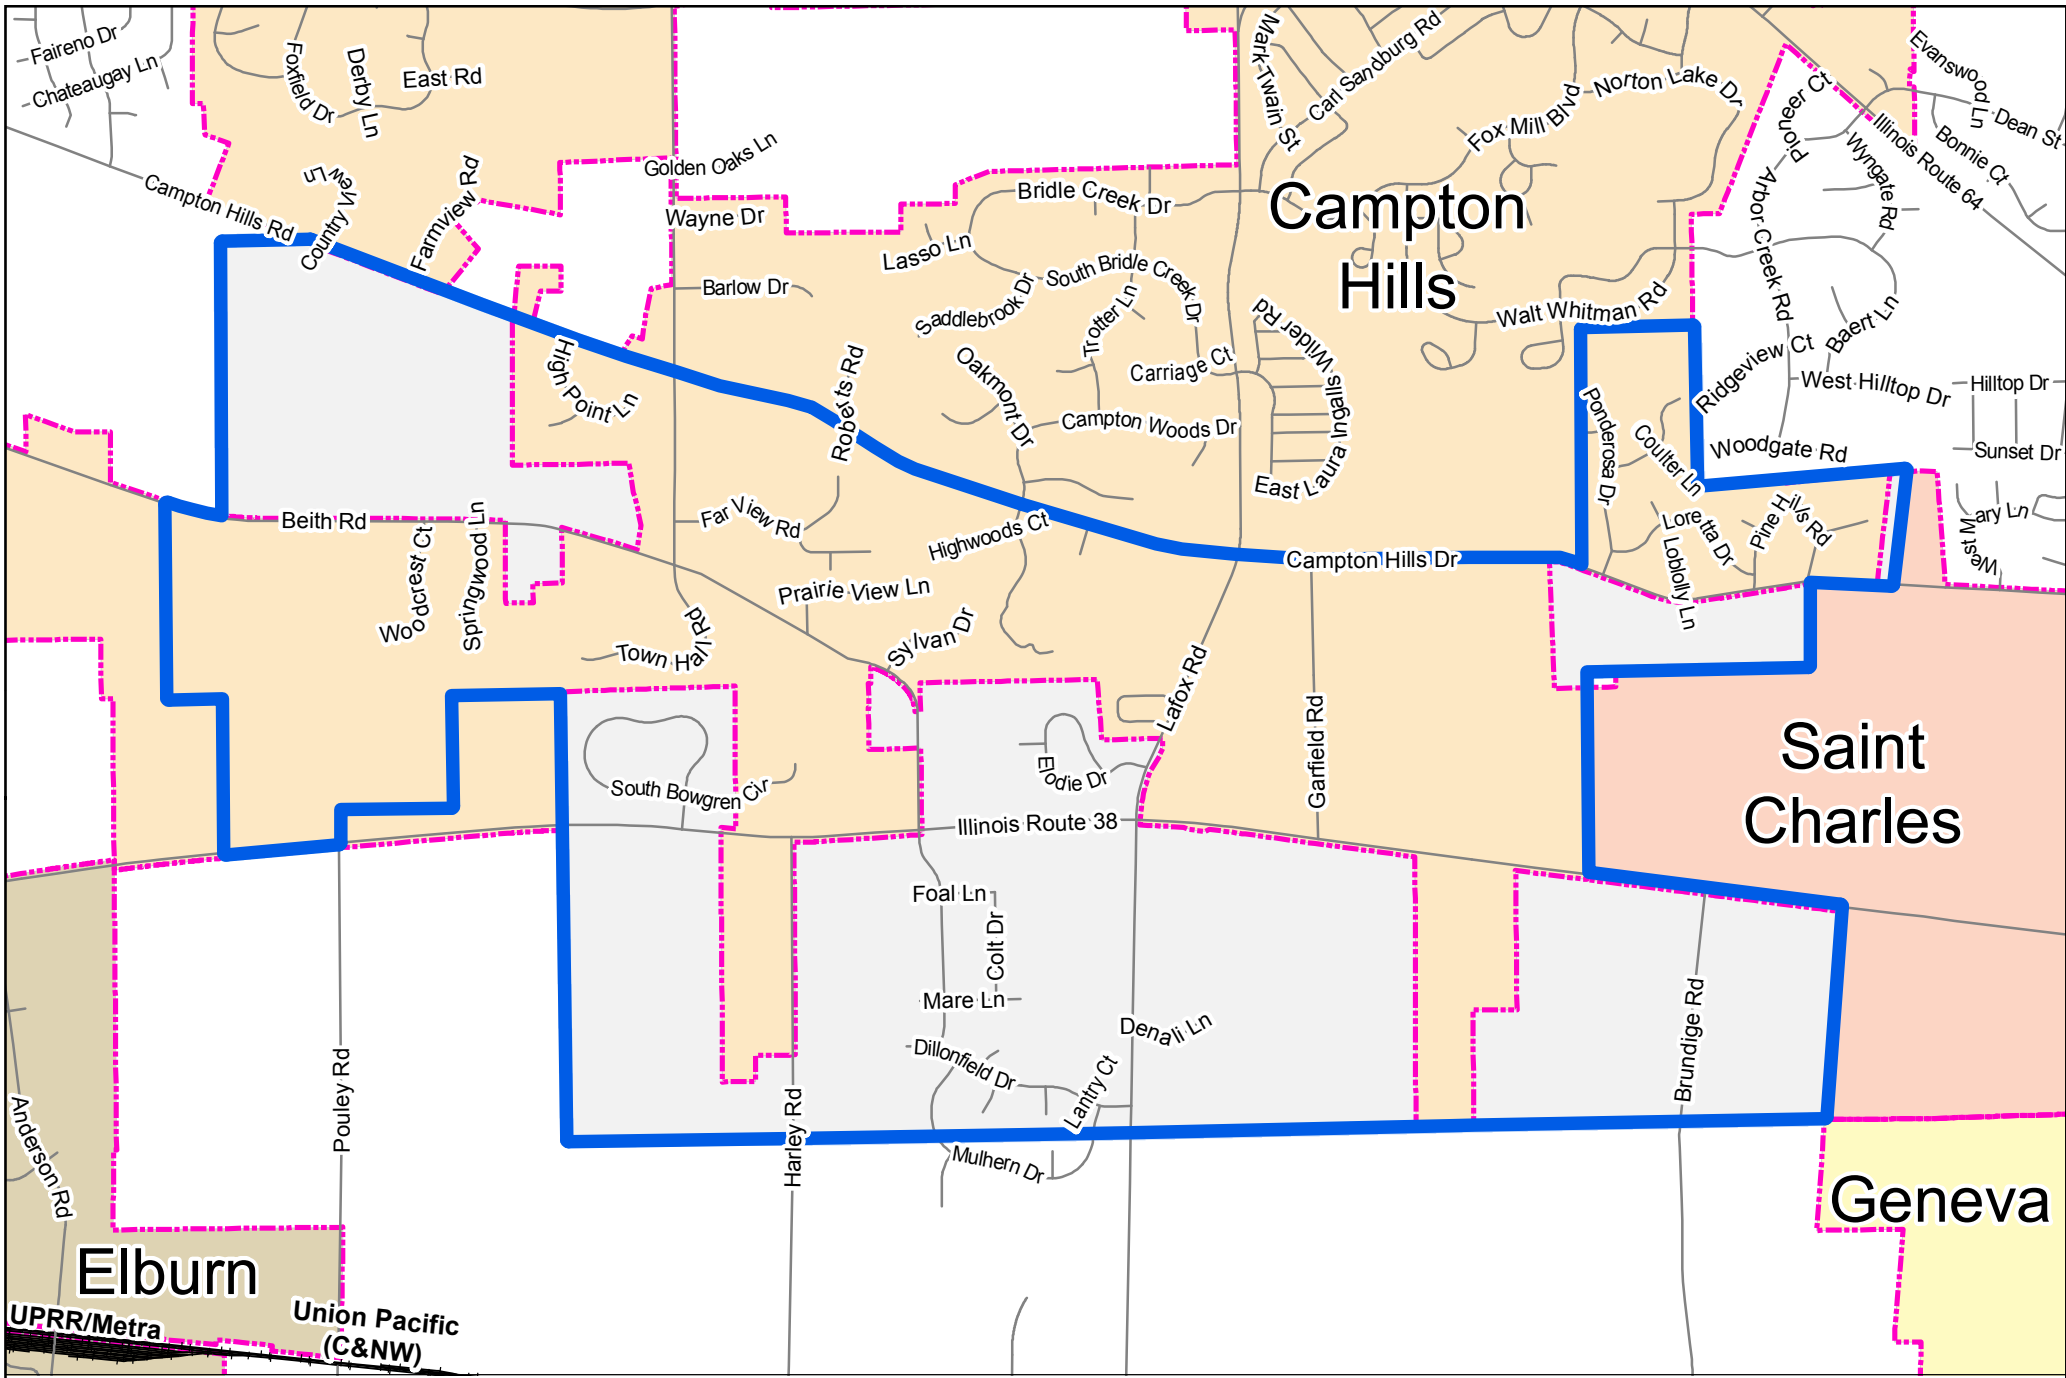 Faireno Dr
Chateaugay Ln
Foxfield Dr
Derby Ln
East Rd
Golden Oaks Ln
Mark Twain St
Carl Sandburg Rd
Fox Mill Blvd
Norton Lake Dr
Pioneer Ct
Evanswood Ln
Dean St
Bonnie Ct
Illinois Route 64
Wyngate Rd
Arbor Creek Rd
Campton Hills Rd
Country View Ln
Farmview Rd
Wayne Dr
Bridle Creek Dr
Campton
Hills
Lasso Ln
Barlow Dr
South Bridle Creek Dr
Saddlebrook Dr
Trotter Ln
Wilder Rd
Walt Whitman Rd
Baert Ln
Ridgeview Ct
West Hilltop Dr
Hilltop Dr
High Point Ln
Roberts Rd
Oakmont Dr
Carriage Ct
Campton Woods Dr
East Laura Ingalls
Ponderosa Dr
Coulter Ln
Woodgate Rd
Sunset Dr
Beith Rd
Woodcrest Ct
Springwood Ln
Far View Rd
Highwoods Ct
Campton Hills Dr
Loretta Dr
Loblolly Ln
Pine Hills Rd
West Mary Ln
Prairie View Ln
Town Hall Rd
Sylvan Dr
Lafox Rd
Garfield Rd
Saint
Charles
South Bowgren Cir
Elodie Dr
Illinois Route 38
Foal Ln
Colt Dr
Mare Ln
Denali Ln
Dillonfield Dr
Lantry Ct
Brundige Rd
Pouley Rd
Harley Rd
Mulhern Dr
Anderson Rd
Geneva
Elburn
UPRR/Metra
Union Pacific
(C&NW)